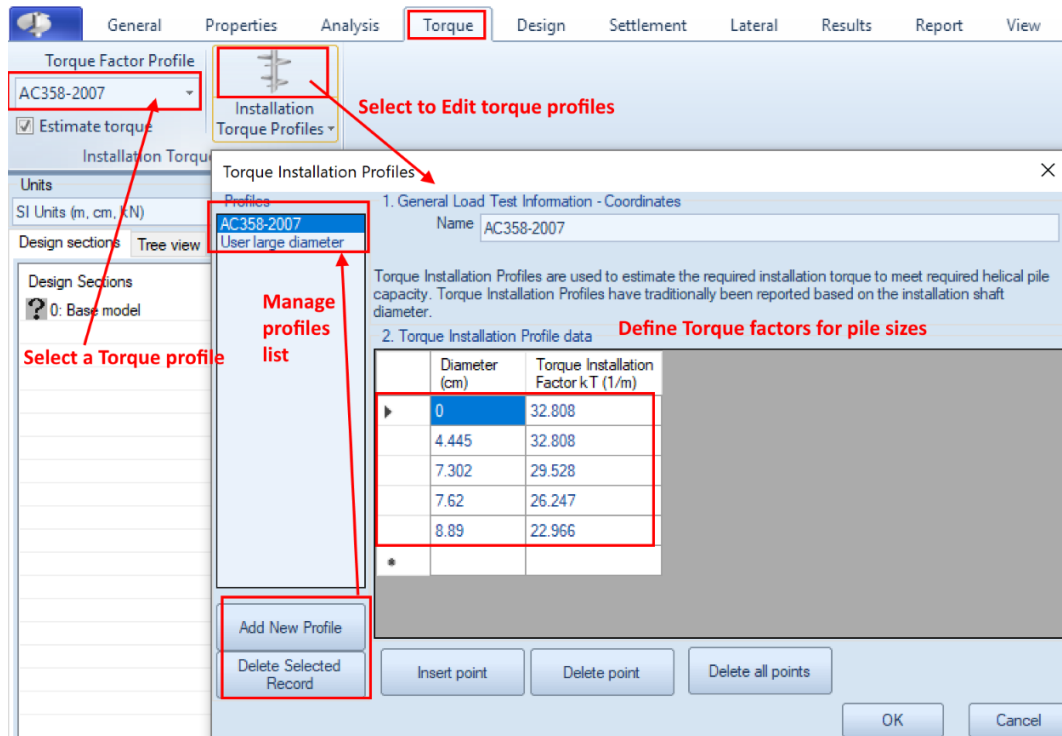 General Properties Analysis Torque Design Settlement Lateral Results Report View
Torque Factor Profile
AC358-2007
Estimate torque
Installation
Torque Profiles
Select to Edit torque profiles
Installation Torqu
Torque Installation Profiles
Units
SI Units (m, cm, kN)
Design sections Tree view
Design Sections
0: Base model
Select a Torque profile
Profiles
AC358-2007
User large diameter
Manage
profiles
list
1. General Load Test Information - Coordinates
Name AC358-2007
Torque Installation Profiles are used to estimate the required installation torque to meet required helical pile
capacity. Torque Installation Profiles have traditionally been reported based on the installation shaft
diameter.
2. Torque Installation Profile data
Define Torque factors for pile sizes
Diameter
(cm)
Torque Installation
Factor kT (1/m)
0 32.808
4.445 32.808
7.302 29.528
7.62 26.247
8.89 22.966
Add New Profile
Delete Selected
Record
Insert point Delete point Delete all points
OK Cancel